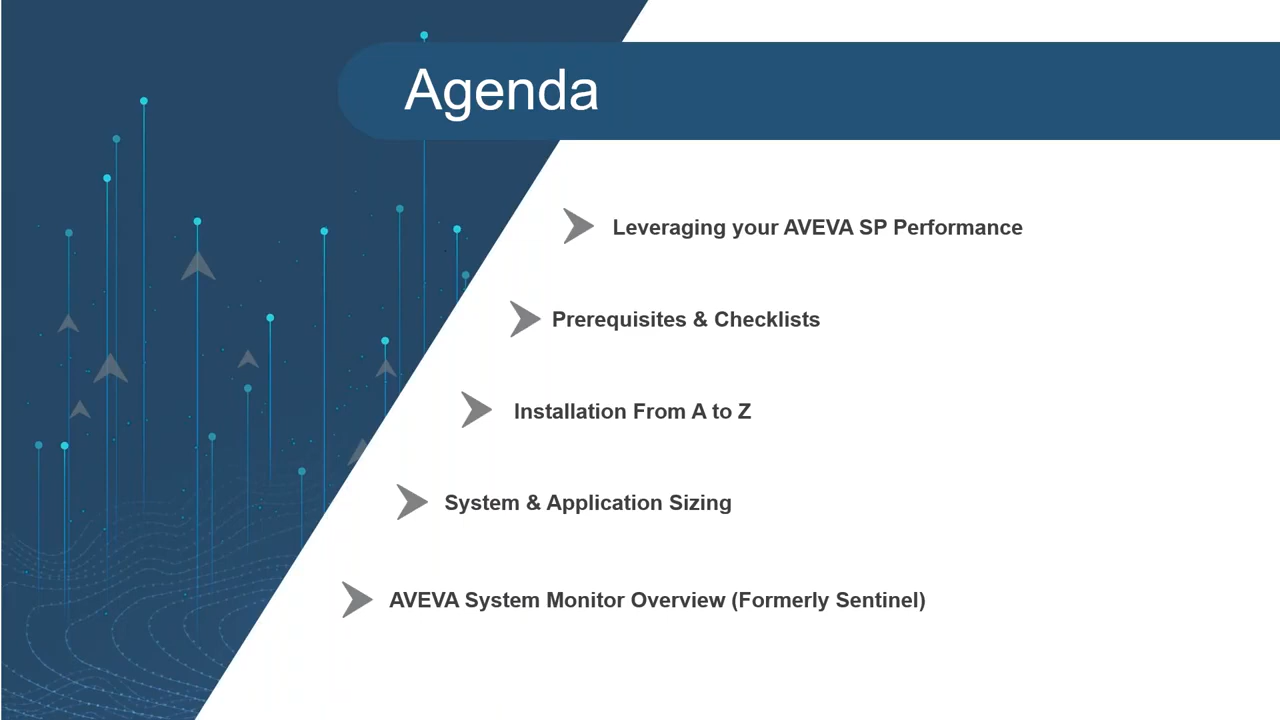 Agenda
Leveraging your AVEVA SP Performance
Prerequisites & Checklists
Installation From A to Z
System & Application Sizing
AVEVA System Monitor Overview (Formerly Sentinel)